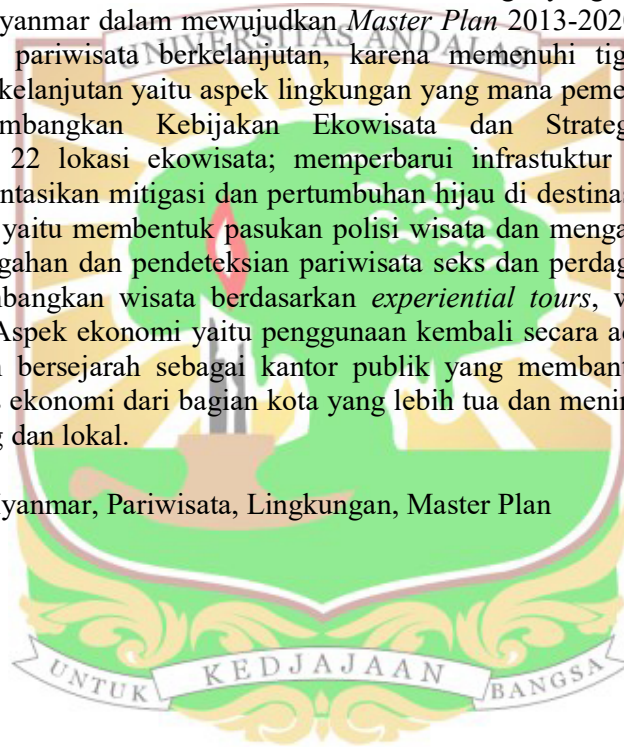 yanmar dalam mewujudkan Master Plan 2013-2020
UNIVERSITAS ANDALAS
pariwisata berkelanjutan, karena memenuhi tig
kelanjutan yaitu aspek lingkungan yang mana peme
mbangkan Kebijakan Ekowisata dan Strateg
22 lokasi ekowisata; memperbarui infrastuktur
ntasikan mitigasi dan pertumbuhan hijau di destinas
yaitu membentuk pasukan polisi wisata dan menga
gahan dan pendeteksian pariwisata seks dan perdag
mbangkan wisata berdasarkan experiential tours, w
Aspek ekonomi yaitu penggunaan kembali secara ad
n bersejarah sebagai kantor publik yang membant
ekonomi dari bagian kota yang lebih tua dan menin
g dan lokal.
yanmar, Pariwisata, Lingkungan, Master Plan
UNTUK KEDJAJAAN BANGSA